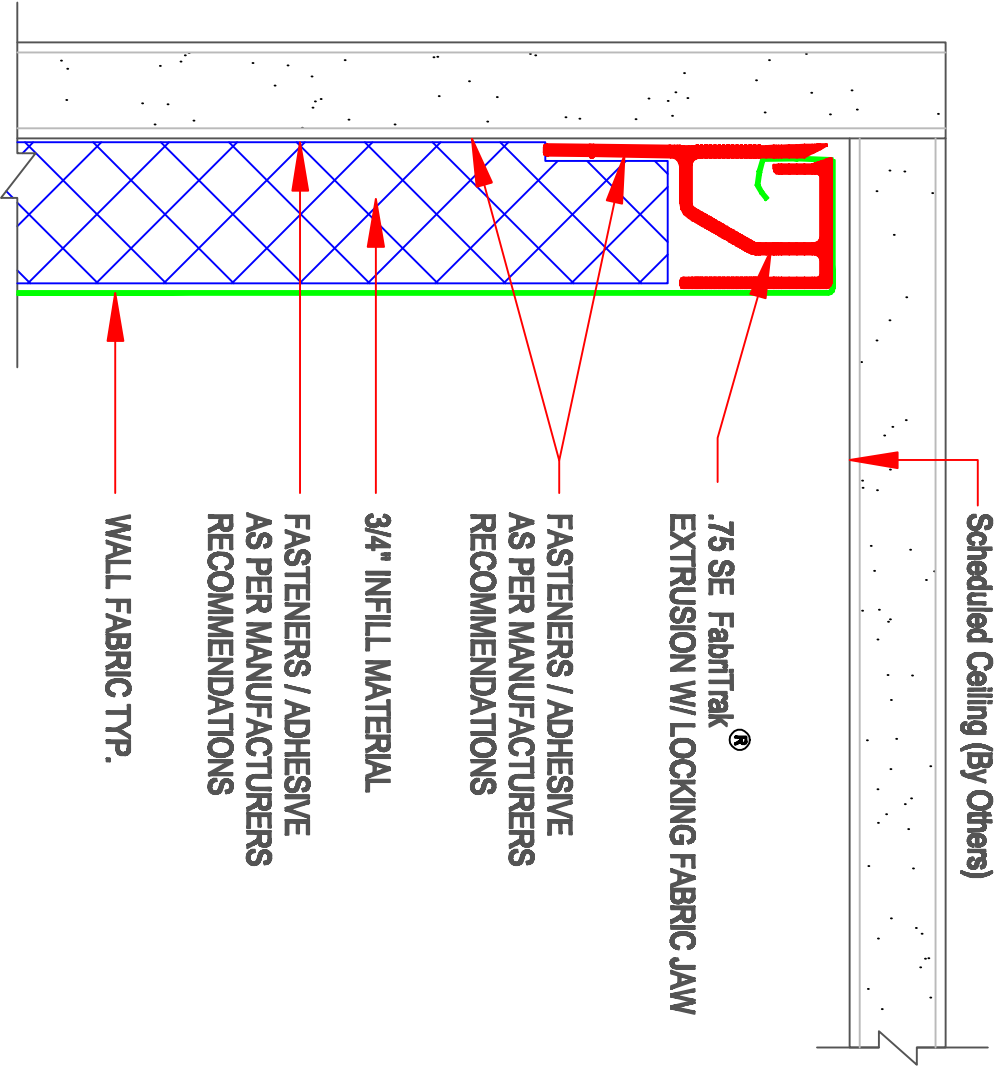 Scheduled Ceiling (By Others)
.75 SE FabriTrak®
EXTRUSION W/ LOCKING FABRIC JAW
FASTENERS / ADHESIVE
AS PER MANUFACTURERS
RECOMMENDATIONS
3/4" INFILL MATERIAL
FASTENERS / ADHESIVE
AS PER MANUFACTURERS
RECOMMENDATIONS
WALL FABRIC TYP.